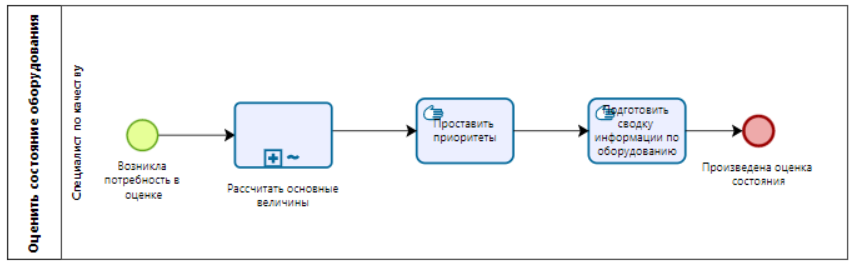 Оценить состояние оборудования
Специалист по качеству
Возникла
потребность в
оценке
Рассчитать основные
величины
Проставить
приоритеты
Подготовить
сводку
информации по
оборудованию
Произведена оценка
состояния